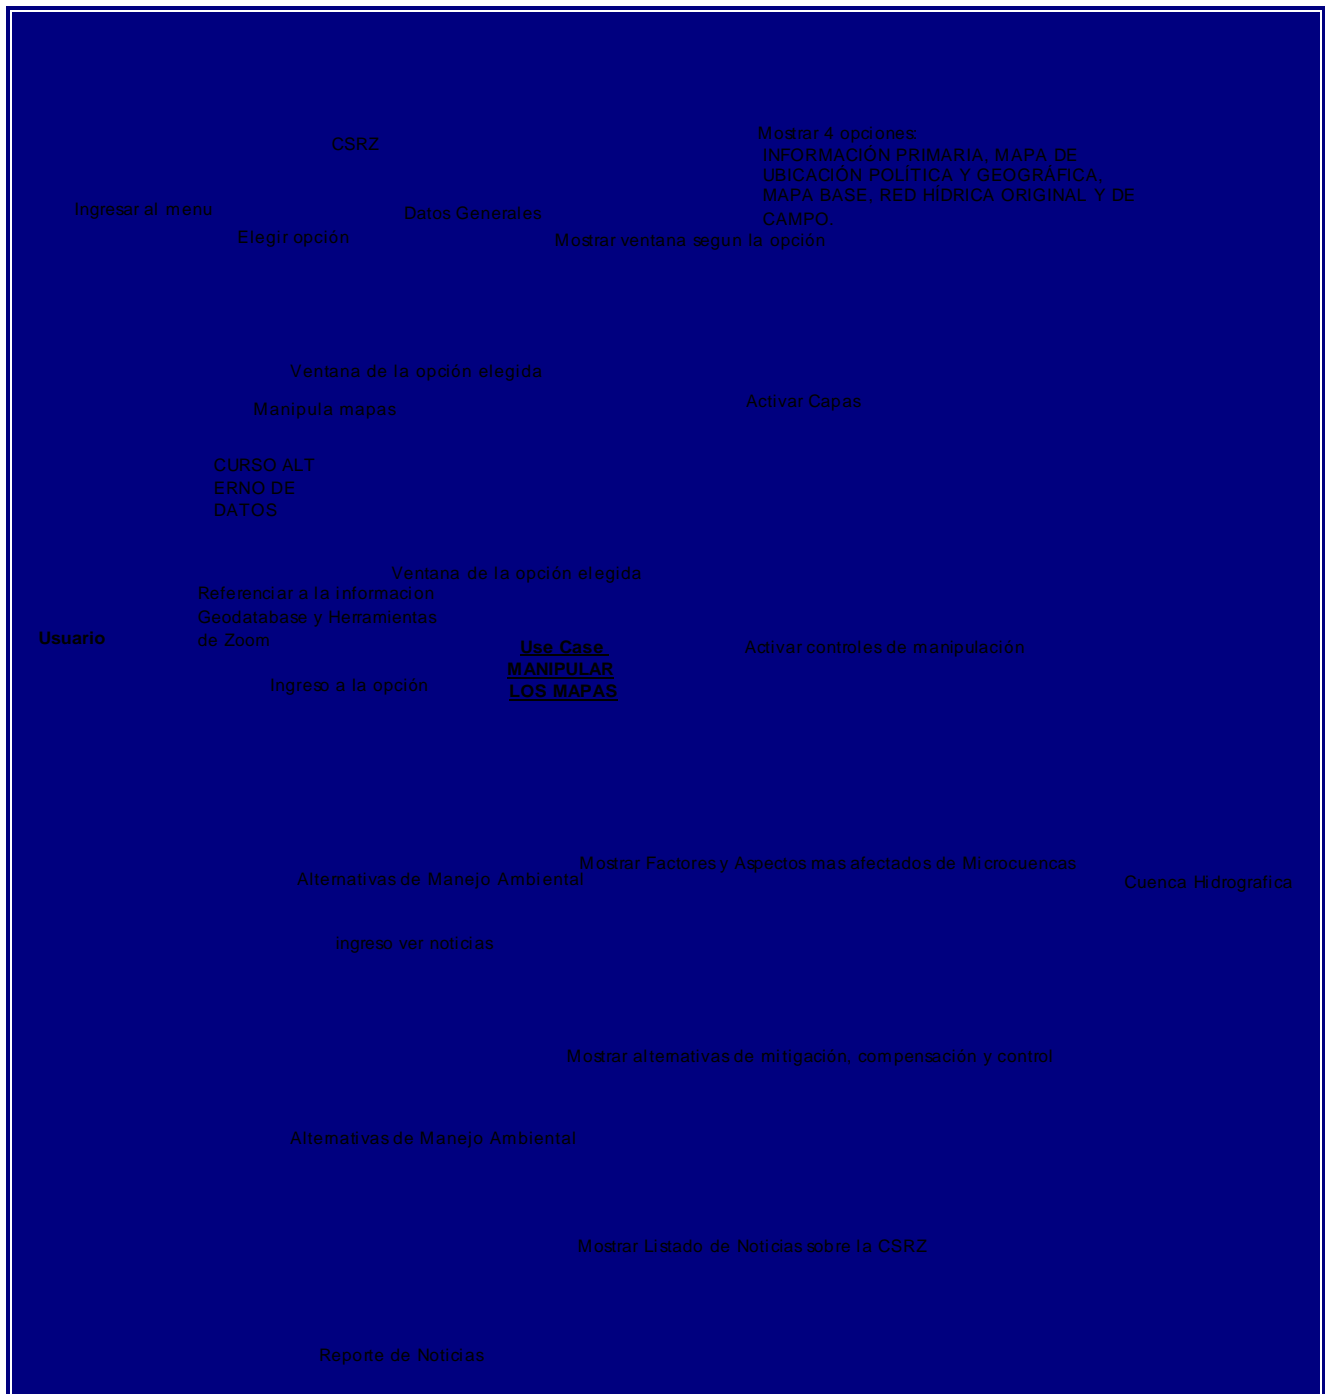 CSRZ
Mostrar 4 opciones:
INFORMACIÓN PRIMARIA, MAPA DE
UBICACIÓN POLÍTICA Y GEOGRÁFICA,
MAPA BASE, RED HÍDRICA ORIGINAL Y DE
CAMPO.
Ingresar al menu
Datos Generales
Elegir opción
Mostrar ventana segun la opción
Ventana de la opción elegida
Manipula mapas
Activar Capas
CURSO ALT
ERNO DE
DATOS
Ventana de la opción elegida
Referenciar a la información
Geodatabase y Herramientas
de Zoom
Usuario
Use Case
MANIPULAR
LOS MAPAS
Activar controles de manipulación
Ingreso a la opción
Mostrar Factores y Aspectos mas afectados de Microcuencas
Alternativas de Manejo Ambiental
Cuenca Hidrografica
Ingreso ver noticias
Mostrar alternativas de mitigación, compensación y control
Alternativas de Manejo Ambiental
Mostrar Listado de Noticias sobre la CSRZ
Reporte de Noticias